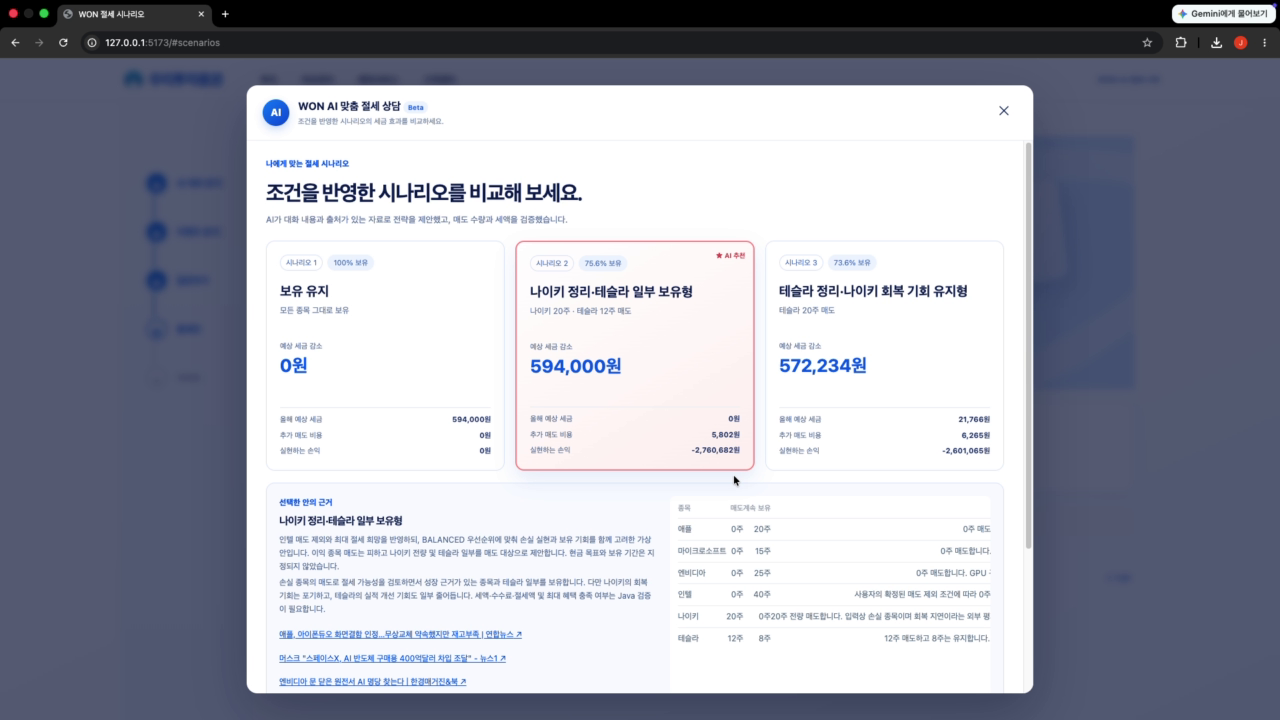 WON 절세 시나리오
Gemini에게 물어보기
127.0.0.1:5173/#scenarios
J
AI
WON AI 맞춤 절세 상담 Beta
조건을 반영한 시나리오의 세금 효과를 비교하세요.
나에게 맞는 절세 시나리오
조건을 반영한 시나리오를 비교해 보세요.
AI가 대화 내용과 출처가 있는 자료로 전략을 제안했고, 매도 수량과 세액을 검증했습니다.
시나리오 1 100% 보유
보유 유지
모든 종목 그대로 보유
예상 세금 감소
0원
올해 예상 세금 594,000원
추가 매도 비용 0원
실현하는 손익 0원
시나리오 2 75.6% 보유 ★ AI 추천
나이키 정리·테슬라 일부 보유형
나이키 20주 · 테슬라 12주 매도
예상 세금 감소
594,000원
올해 예상 세금 0원
추가 매도 비용 5,802원
실현하는 손익 -2,760,682원
시나리오 3 73.6% 보유
테슬라 정리·나이키 회복 기회 유지형
테슬라 20주 매도
예상 세금 감소
572,234원
올해 예상 세금 21,766원
추가 매도 비용 6,265원
실현하는 손익 -2,601,065원
선택한 안의 근거
나이키 정리·테슬라 일부 보유형
인텔 매도 제외와 최대 절세 희망을 반영하되, BALANCED 우선순위에 맞춰 손실 실현과 보유 기회를 함께 고려한 가상
안입니다. 이익 종목 매도는 피하고 나이키 전량 및 테슬라 일부를 매도 대상으로 제안합니다. 현금 목표와 보유 기간은 지
정되지 않았습니다.
손실 종목의 매도로 절세 가능성을 검토하면서 성장 근거가 있는 종목과 테슬라 일부를 보유합니다. 다만 나이키의 회복
기회는 포기하고, 테슬라의 실적 개선 기회도 일부 줄어듭니다. 세액·수수료·절세액 및 최대 혜택 충족 여부는 Java 검증
이 필요합니다.
애플, 아이폰듀오 화면결함 인정…무상교체 약속했지만 재고부족 | 연합뉴스 ↗
머스크 "스페이스X, AI 반도체 구매용 400억달러 차입 조달" - 뉴스1 ↗
엔비디아 문 닫은 원전서 AI 명당 찾는다 | 한경매거진&북 ↗
종목 매도 계속 보유
애플 0주 20주 0주 매도
마이크로소프트 0주 15주 0주 매도합니다.
엔비디아 0주 25주 0주 매도합니다. GPU
인텔 0주 40주 사용자의 확정된 매도 제외 조건에 따라 0주
나이키 20주 0주 20주 전량 매도합니다. 입력상 손실 종목이며 회복 지연이라는 외부 평
테슬라 12주 8주 12주 매도하고 8주는 유지합니다.